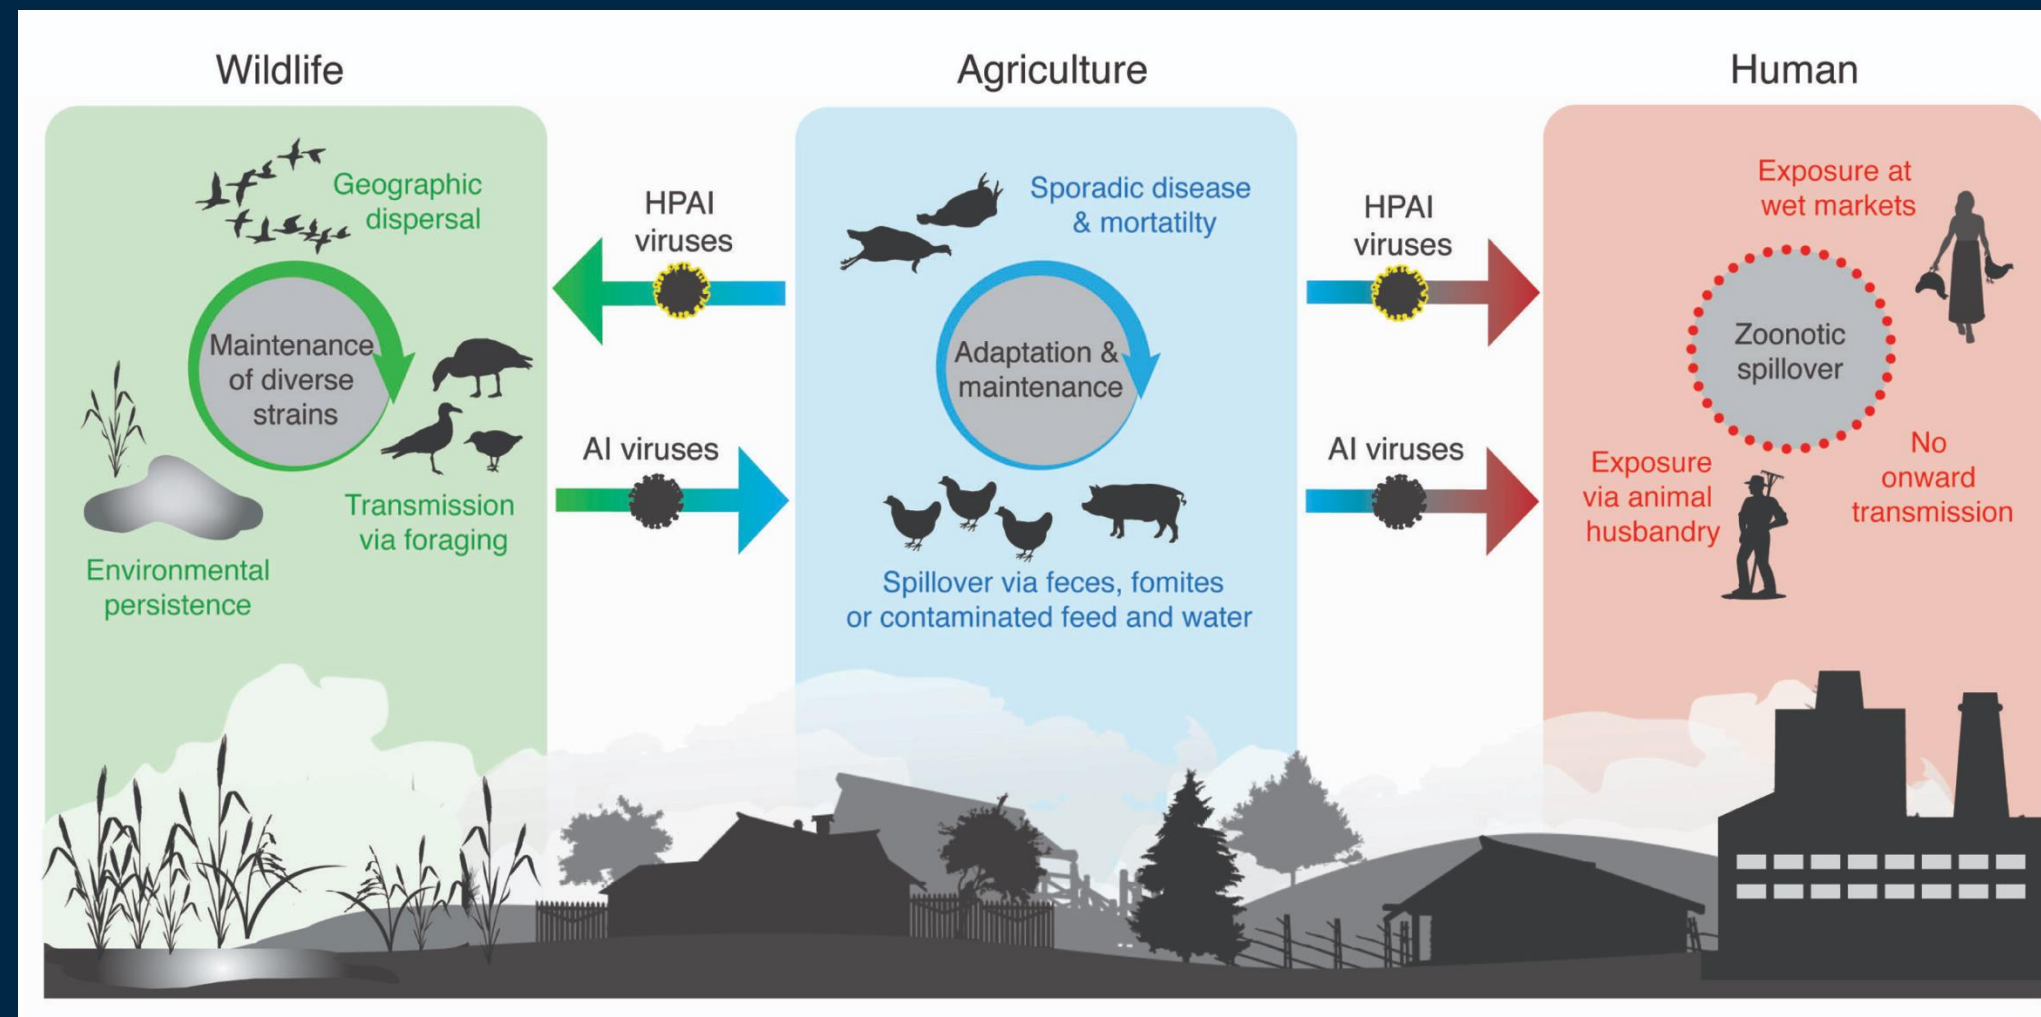 Wildlife
Agriculture
Human
Geographic
dispersal
Maintenance
of diverse
strains
Transmission
via foraging
Environmental
persistence
HPAI
viruses
AI viruses
Sporadic disease
& mortatilty
Adaptation &
maintenance
Spillover via feces, fomites
or contaminated feed and water
HPAI
viruses
AI viruses
Exposure at
wet markets
Zoonotic
spillover
Exposure
via animal
husbandry
No
onward
transmission